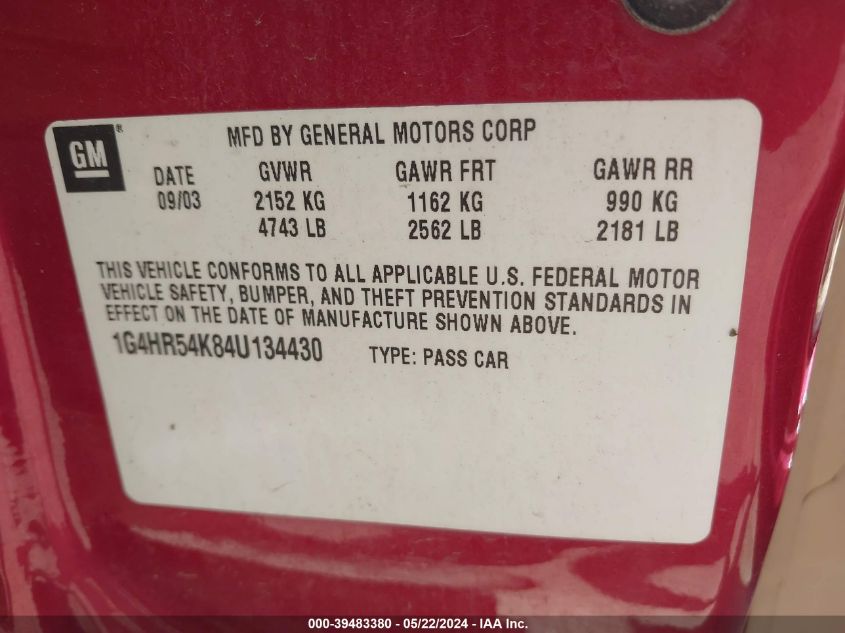 GM®
MFD BY GENERAL MOTORS CORP
DATE GVWR GAWR FRT GAWR RR
09/03 2152 KG 1162 KG 990 KG
4743 LB 2562 LB 2181 LB
THIS VEHICLE CONFORMS TO ALL APPLICABLE U.S. FEDERAL MOTOR
VEHICLE SAFETY, BUMPER, AND THEFT PREVENTION STANDARDS IN
EFFECT ON THE DATE OF MANUFACTURE SHOWN ABOVE.
1G4HR54K84U134430 TYPE: PASS CAR
000-39483380 - 05/22/2024 - IAA Inc.